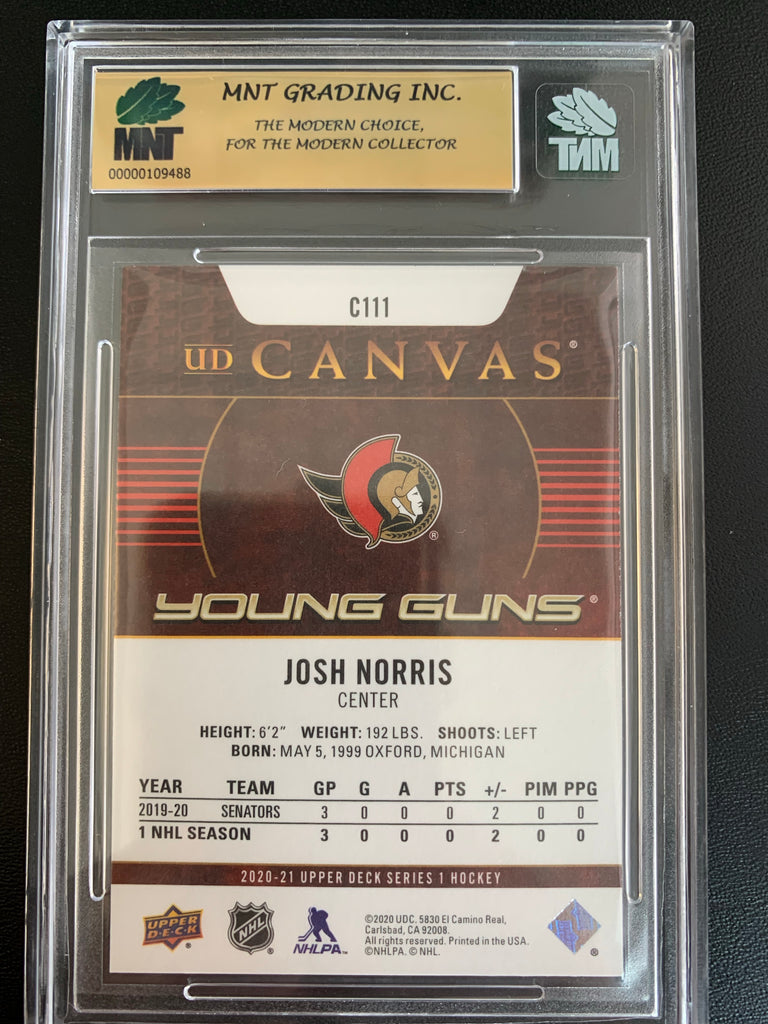 MNT GRADING INC.
THE MODERN CHOICE,
FOR THE MODERN COLLECTOR
MNT
00000109488
MNT
C111
UD CANVAS®
®
YOUNG GUNS®
JOSH NORRIS
CENTER
HEIGHT: 6'2" WEIGHT: 192 LBS. SHOOTS: LEFT
BORN: MAY 5, 1999 OXFORD, MICHIGAN
YEAR TEAM GP G A PTS +/- PIM PPG
2019-20 SENATORS 3 0 0 0 2 0 0
1 NHL SEASON 3 0 0 0 2 0 0
2020-21 UPPER DECK SERIES 1 HOCKEY
UPPER DECK
NHL
NHLPA™
©2020 UDC. 5830 El Camino Real,
Carlsbad, CA 92008.
All rights reserved. Printed in the USA.
©NHLPA. © NHL.
®